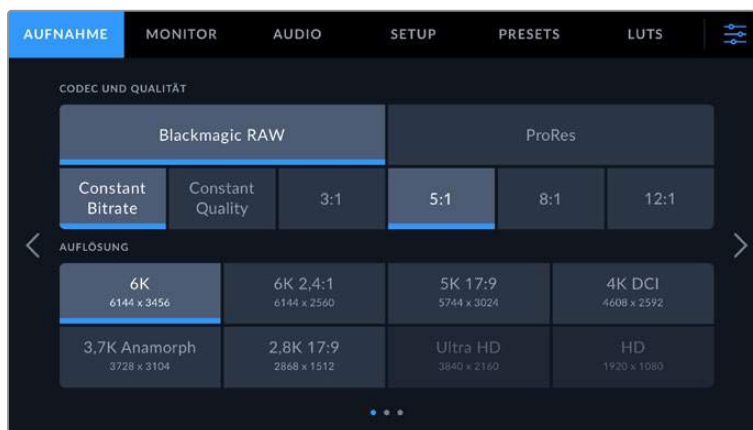 AUFNAHME MONITOR AUDIO SETUP PRESETS LUTS
CODEC UND QUALITÄT
Blackmagic RAW ProRes
Constant Bitrate Constant Quality 3:1 5:1 8:1 12:1
AUFLÖSUNG
6K 6K 2,4:1 5K 17:9 4K DCI
6144 x 3456 6144 x 2560 5744 x 3024 4608 x 2592
3,7K Anamorph 2,8K 17:9 Ultra HD HD
3728 x 3104 2868 x 1512 3840 x 2160 1920 x 1080